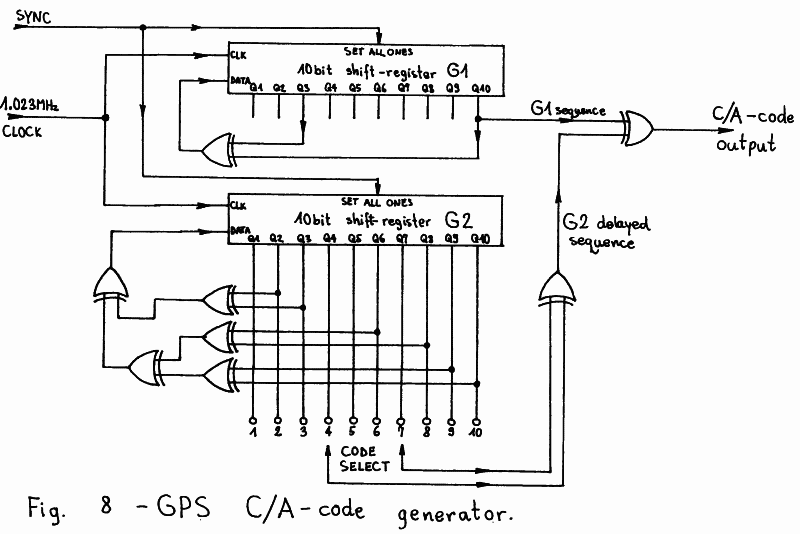 SYNC
SET ALL ONES
CLK
10bit shift-register G1
DATA
Q1 Q2 Q3 Q4 Q5 Q6 Q7 Q8 Q9 Q10
1.023MHz
CLOCK
G1 sequence
C/A-code
output
SET ALL ONES
CLK
10bit shift-register G2
DATA
Q1 Q2 Q3 Q4 Q5 Q6 Q7 Q8 Q9 Q10
G2 delayed
sequence
1 2 3 4 5 6 7 8 9 10
CODE
SELECT
Fig. 8 - GPS C/A-code generator.